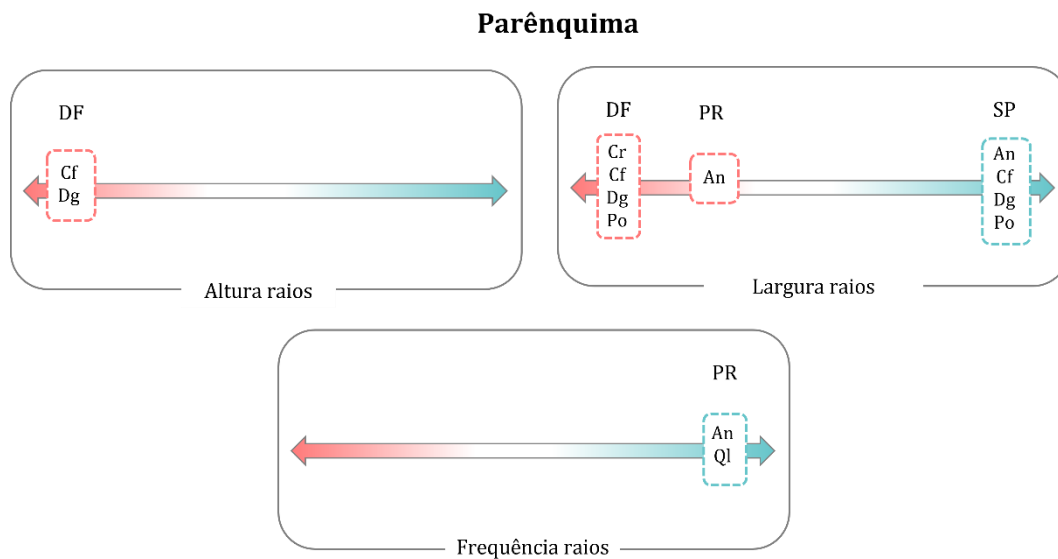 Parênquima
DF
Cf
Dg
Altura raios
DF
Cr
Cf
Dg
Po
PR
An
SP
An
Cf
Dg
Po
Largura raios
PR
An
Ql
Frequência raios